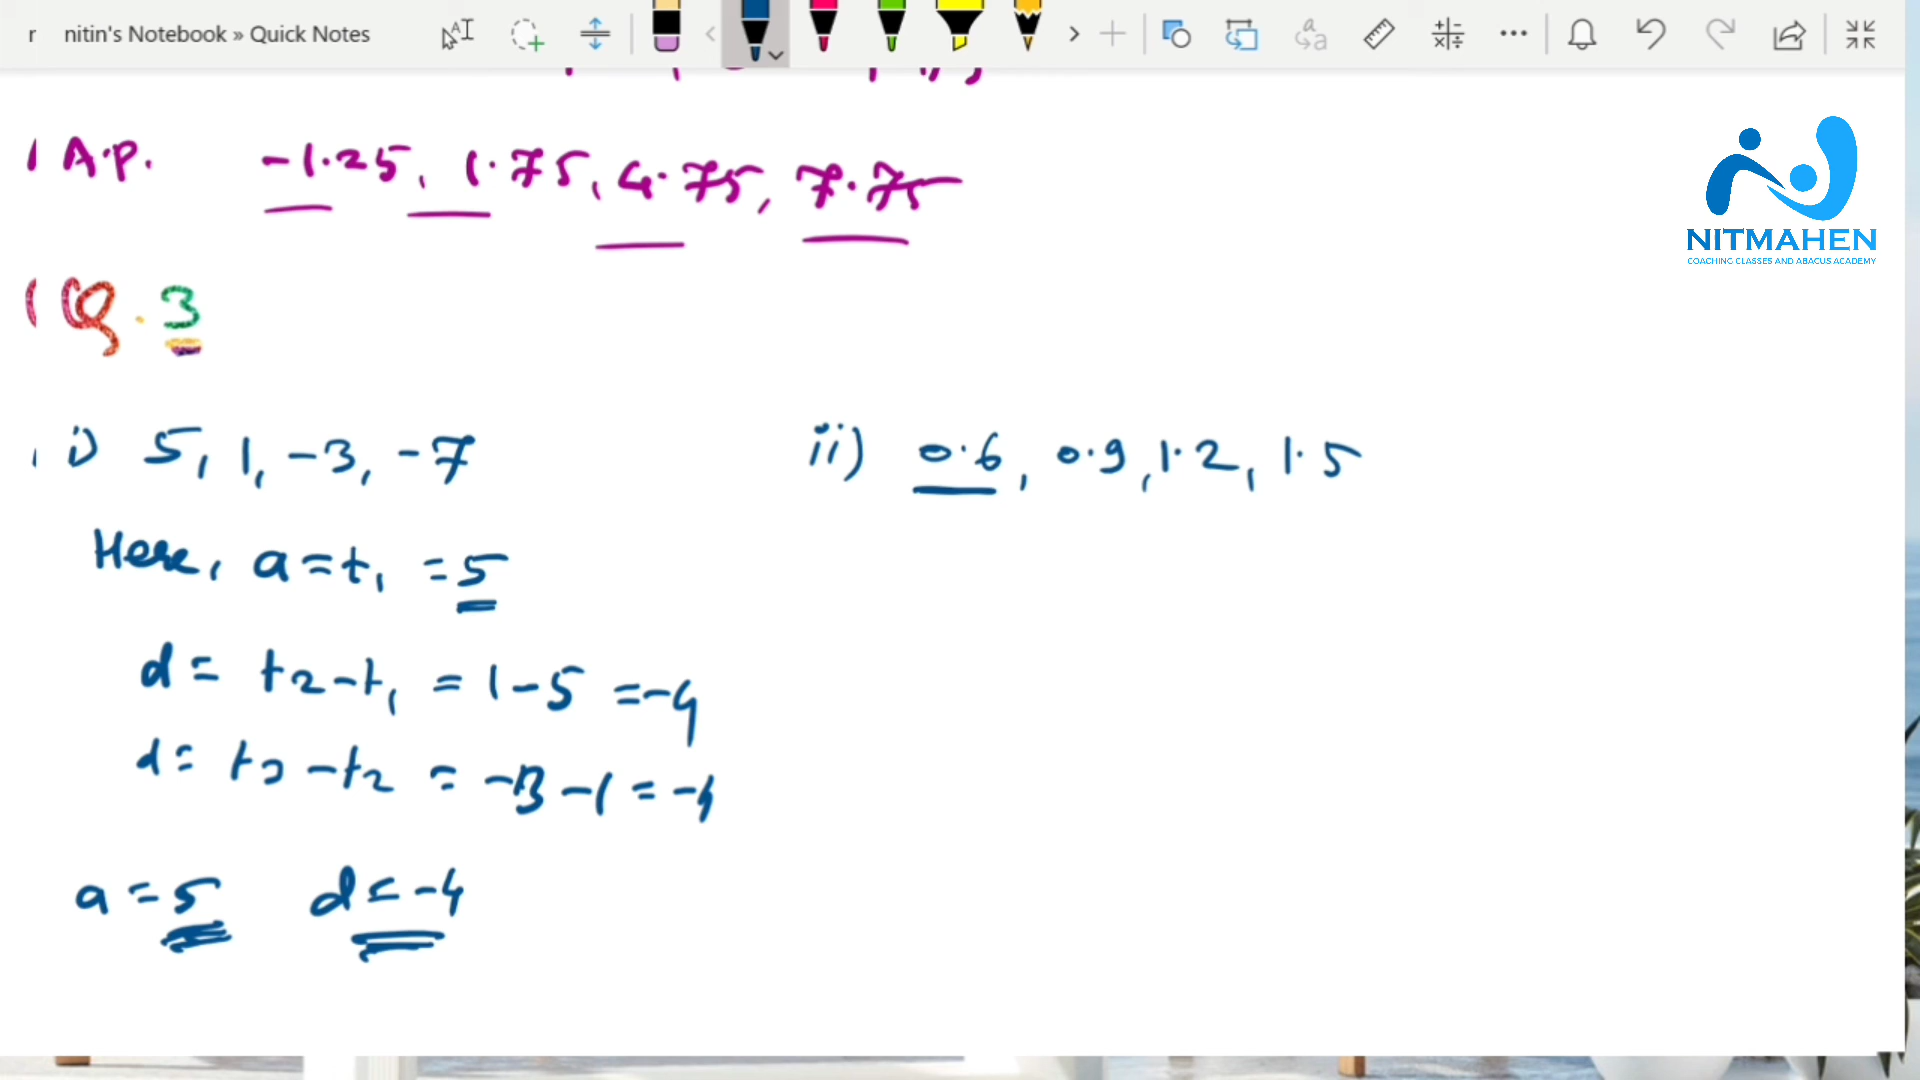 nitin's Notebook » Quick Notes
A.P. -1.25, 1.75, 4.75, 7.75
NITMAHEN
COACHING CLASSES AND ABACUS ACADEMY
Q.3
i) 5, 1, -3, -7
ii) 0.6, 0.9, 1.2, 1.5
Here, a = t₁ = 5
d = t₂ - t₁ = 1 - 5 = -4
d = t₃ - t₂ = -3 - 1 = -4
a = 5 d = -4